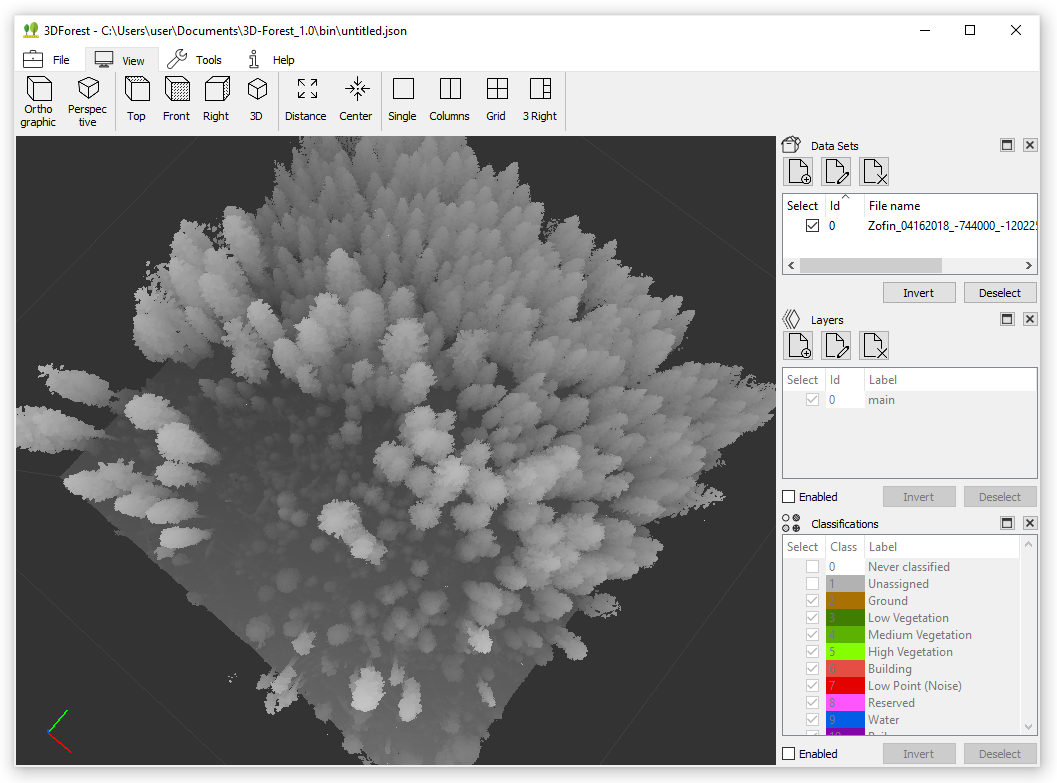 3DForest - C:\Users\user\Documents\3D-Forest_1.0\bin\untitled.json
File View Tools Help
Ortho
graphic
Perspec
tive
Top Front Right 3D Distance Center Single Columns Grid 3 Right
Data Sets
Select Id File name
0 Zofin_04162018_-744000_-120225
Invert Deselect
Layers
Select Id Label
0 main
Enabled Invert Deselect
Classifications
Select Class Label
0 Never classified
1 Unassigned
2 Ground
3 Low Vegetation
4 Medium Vegetation
5 High Vegetation
6 Building
7 Low Point (Noise)
8 Reserved
9 Water
Enabled Invert Deselect